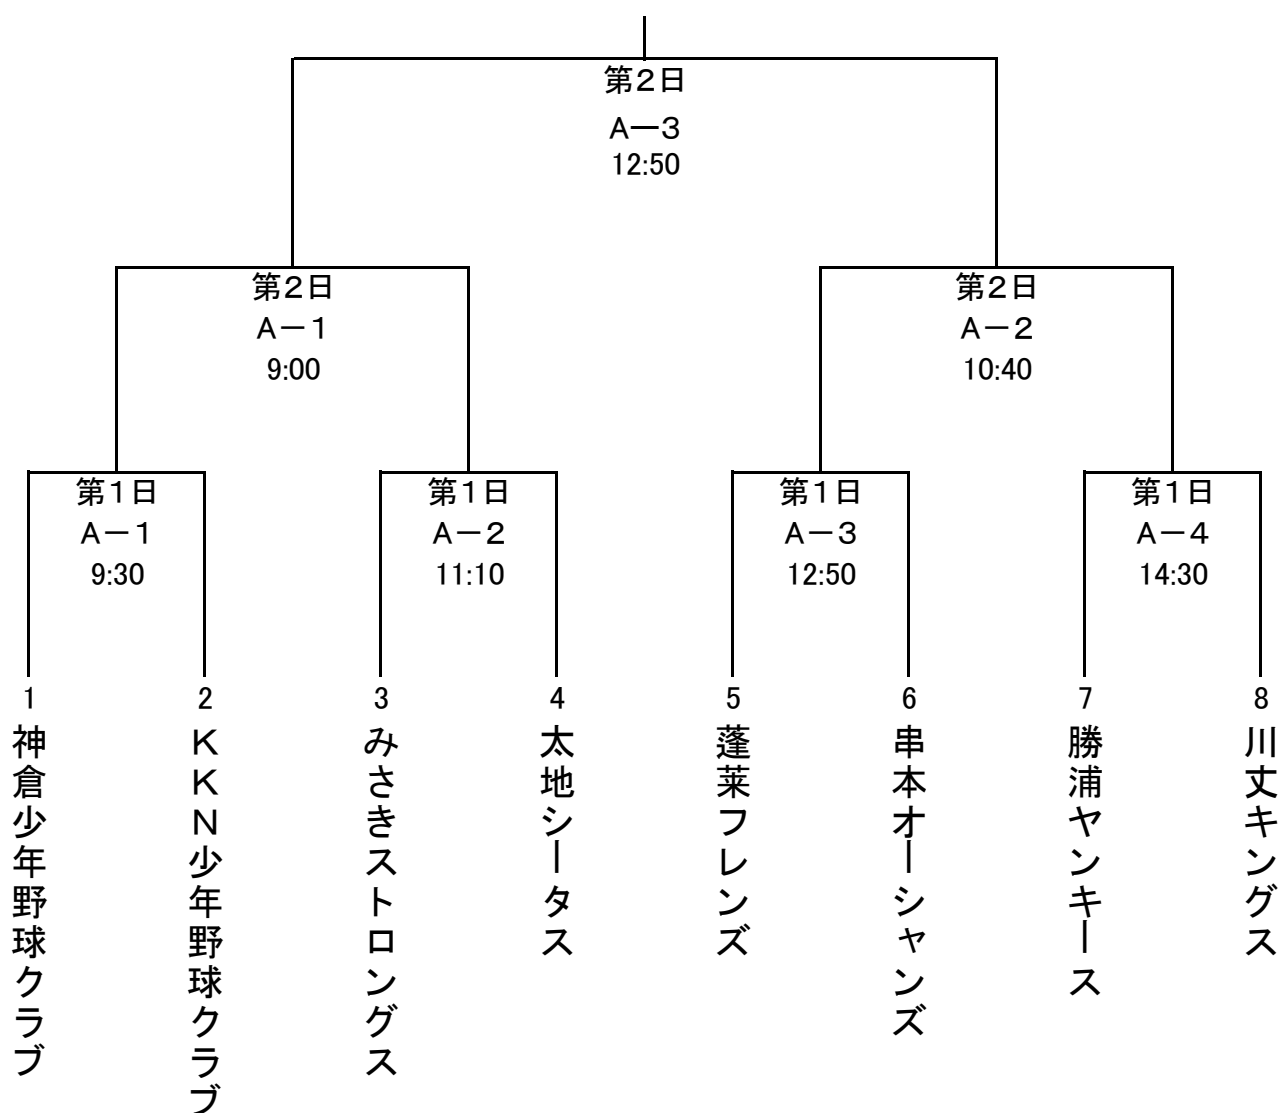 第２日
Ａ－３
12:50
第２日
Ａ－１
9:00
第２日
Ａ－２
10:40
第１日
Ａ－１
9:30
第１日
Ａ－２
11:10
第１日
Ａ－３
12:50
第１日
Ａ－４
14:30
1
神倉少年野球クラブ
2
ＫＫＮ少年野球クラブ
3
みさきストロングス
4
太地シータス
5
蓬莱フレンズ
6
串本オーシャンズ
7
勝浦ヤンキース
8
川丈キングス